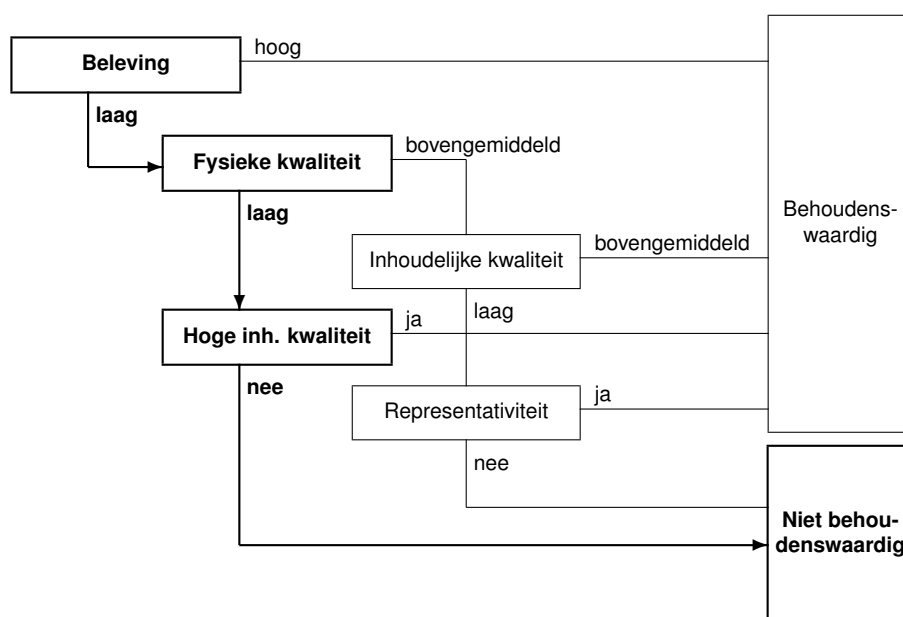 hoog
Beleving
laag
bovengemiddeld
Fysieke kwaliteit
laag
Behoudens-
waardig
bovengemiddeld
Inhoudelijke kwaliteit
laag
ja
Hoge inh. kwaliteit
nee
ja
Representativiteit
nee
Niet behou-
denswaardig